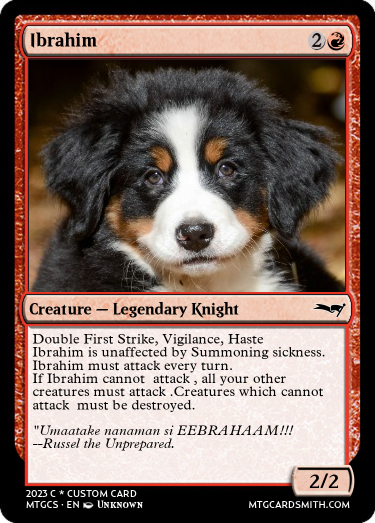 Ibrahim 2
Creature — Legendary Knight
Double First Strike, Vigilance, Haste
Ibrahim is unaffected by Summoning sickness.
Ibrahim must attack every turn.
If Ibrahim cannot  attack , all your other
creatures must attack .Creatures which cannot
attack  must be destroyed.
"Umaatake nanaman si EEBRAHAAM!!!
--Russel the Unprepared.
2/2
2023 C * CUSTOM CARD
MTGCS · EN Unknown
MTGCARDSMITH.COM